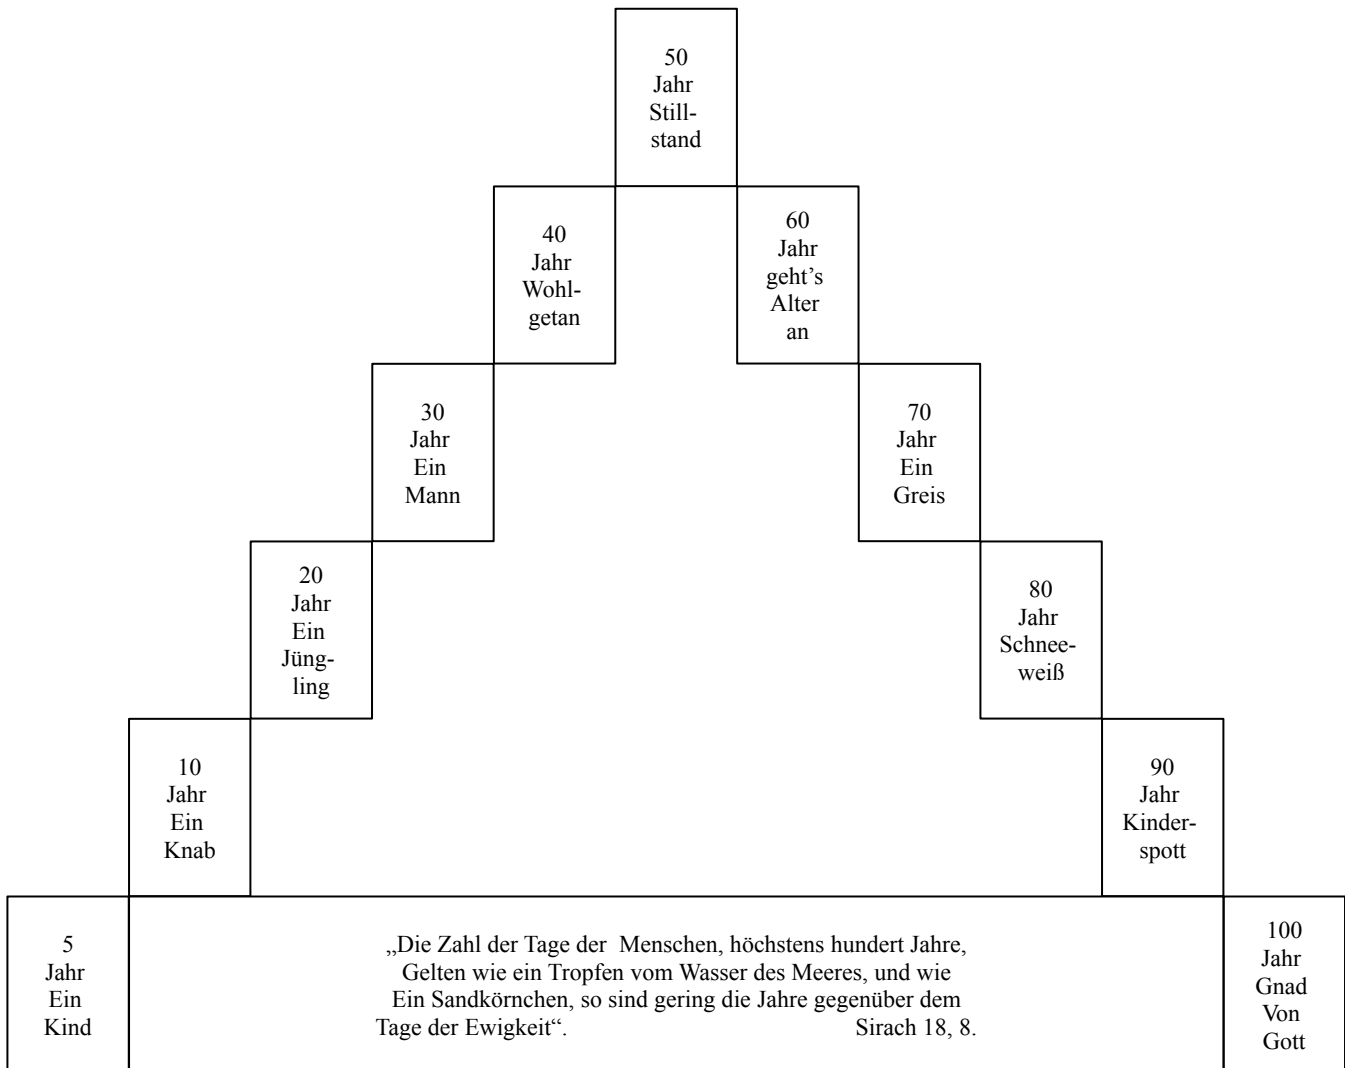 50
Jahr
Still-
stand
40
Jahr
Wohl-
getan
60
Jahr
geht’s
Alter
an
30
Jahr
Ein
Mann
70
Jahr
Ein
Greis
20
Jahr
Ein
Jüng-
ling
80
Jahr
Schnee-
weiß
10
Jahr
Ein
Knab
90
Jahr
Kinder-
spott
5
Jahr
Ein
Kind
„Die Zahl der Tage der Menschen, höchstens hundert Jahre,
Gelten wie ein Tropfen vom Wasser des Meeres, und wie
Ein Sandkörnchen, so sind gering die Jahre gegenüber dem
Tage der Ewigkeit“. Sirach 18, 8.
100
Jahr
Gnad
Von
Gott